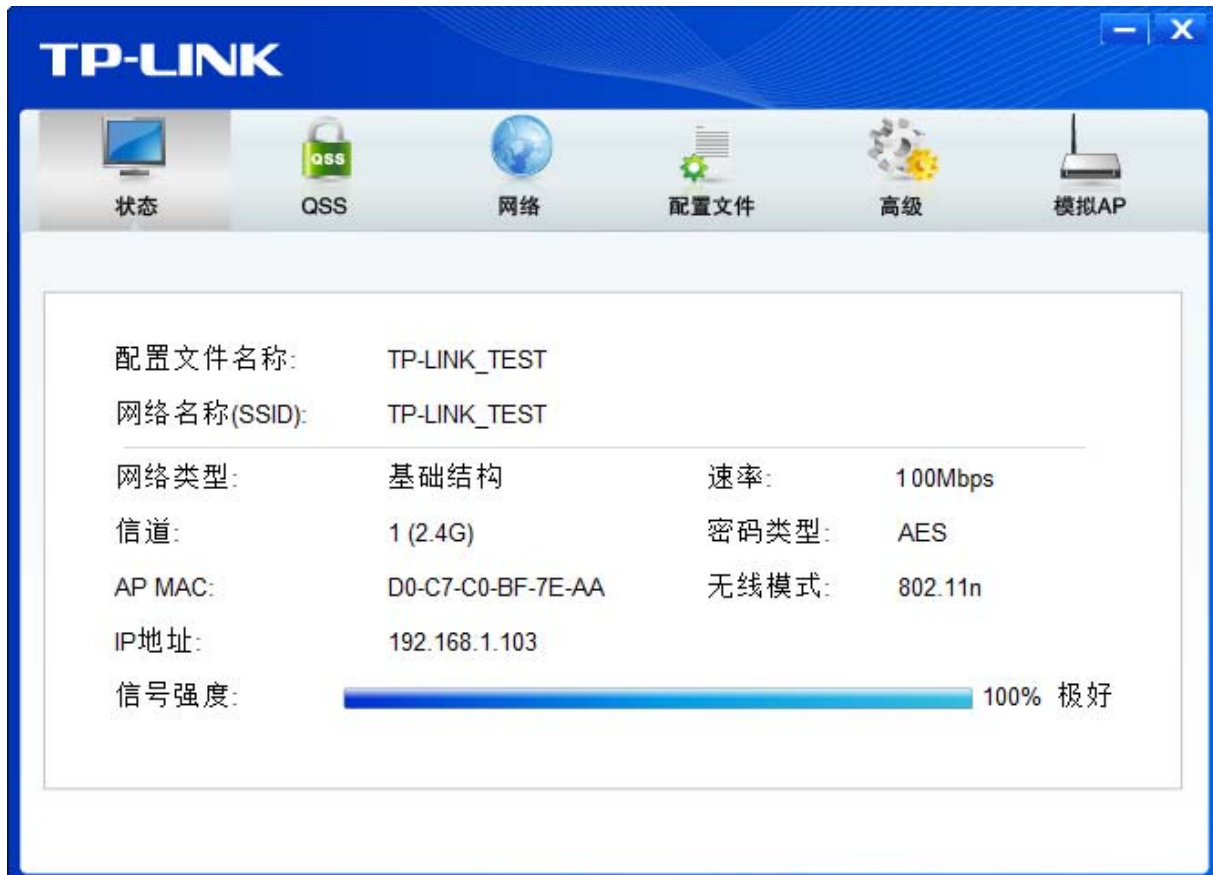 TP-LINK
QSS
状态 QSS 网络 配置文件 高级 模拟AP
配置文件名称: TP-LINK_TEST
网络名称(SSID): TP-LINK_TEST
网络类型: 基础结构 速率: 100Mbps
信道: 1 (2.4G) 密码类型: AES
AP MAC: D0-C7-C0-BF-7E-AA 无线模式: 802.11n
IP地址: 192.168.1.103
信号强度: 100% 极好